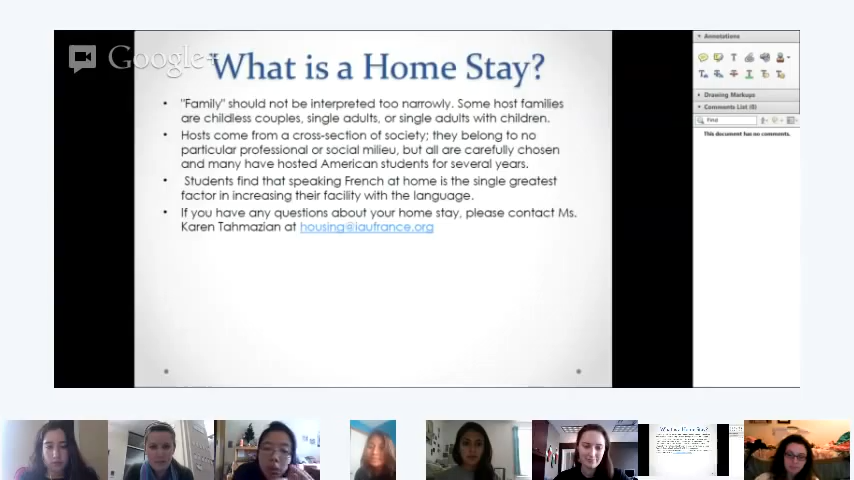 Google+
What is a Home Stay?
• "Family" should not be interpreted too narrowly. Some host families
are childless couples, single adults, or single adults with children.
• Hosts come from a cross-section of society; they belong to no
particular professional or social milieu, but all are carefully chosen
and many have hosted American students for several years.
• Students find that speaking French at home is the single greatest
factor in increasing their facility with the language.
• If you have any questions about your home stay, please contact Ms.
Karen Tahmazian at housing@iaufrance.org
Annotations
Drawing Markups
Comments List (0)
Find
This document has no comments.
What is a Home Stay?